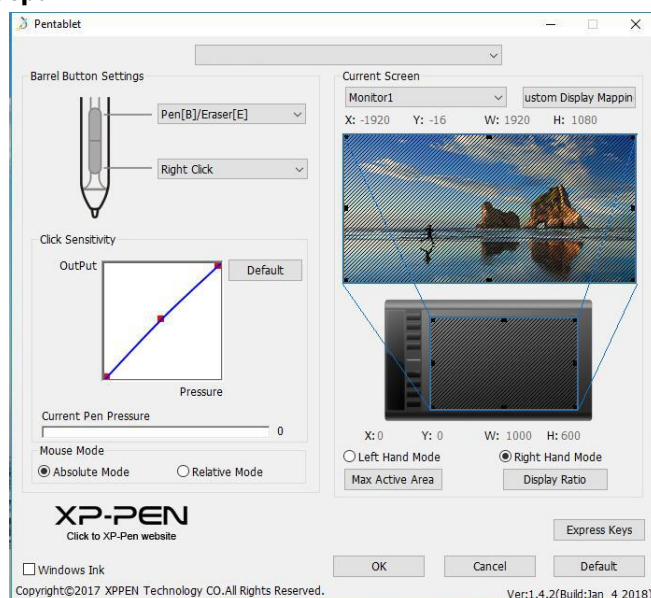 Pentablet
Barrel Button Settings
Pen[B]/Eraser[E]
Right Click
Click Sensitivity
OutPut
Default
Pressure
Current Pen Pressure
0
Mouse Mode
Absolute Mode
Relative Mode
XP-PEN
Click to XP-Pen website
Windows Ink
Copyright©2017 XPPEN Technology CO.All Rights Reserved.
Current Screen
Monitor1
ustom Display Mappin
X: -1920 Y: -16 W: 1920 H: 1080
X: 0 Y: 0 W: 1000 H: 600
Left Hand Mode
Right Hand Mode
Max Active Area
Display Ratio
Express Keys
OK
Cancel
Default
Ver:1.4.2(Build:Jan 4 2018)